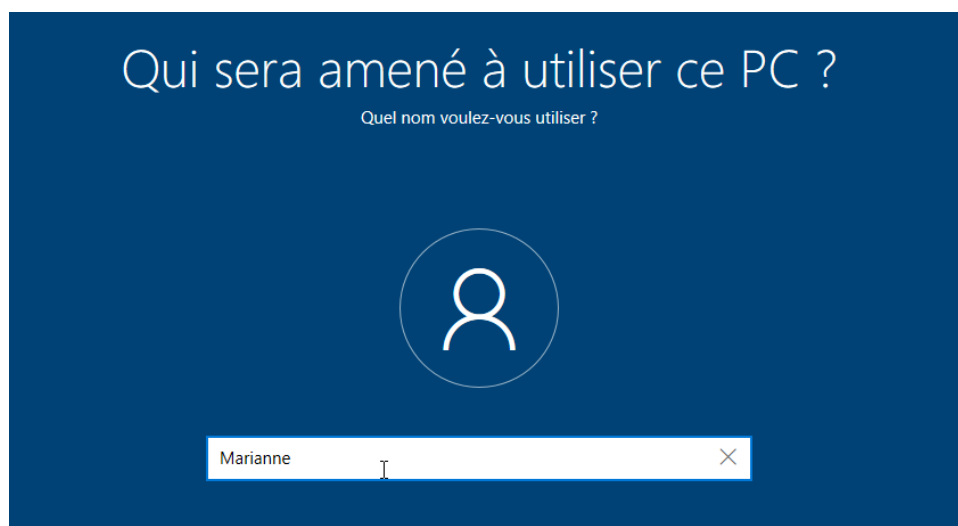 Qui sera amené à utiliser ce PC ?
Quel nom voulez-vous utiliser ?
Marianne